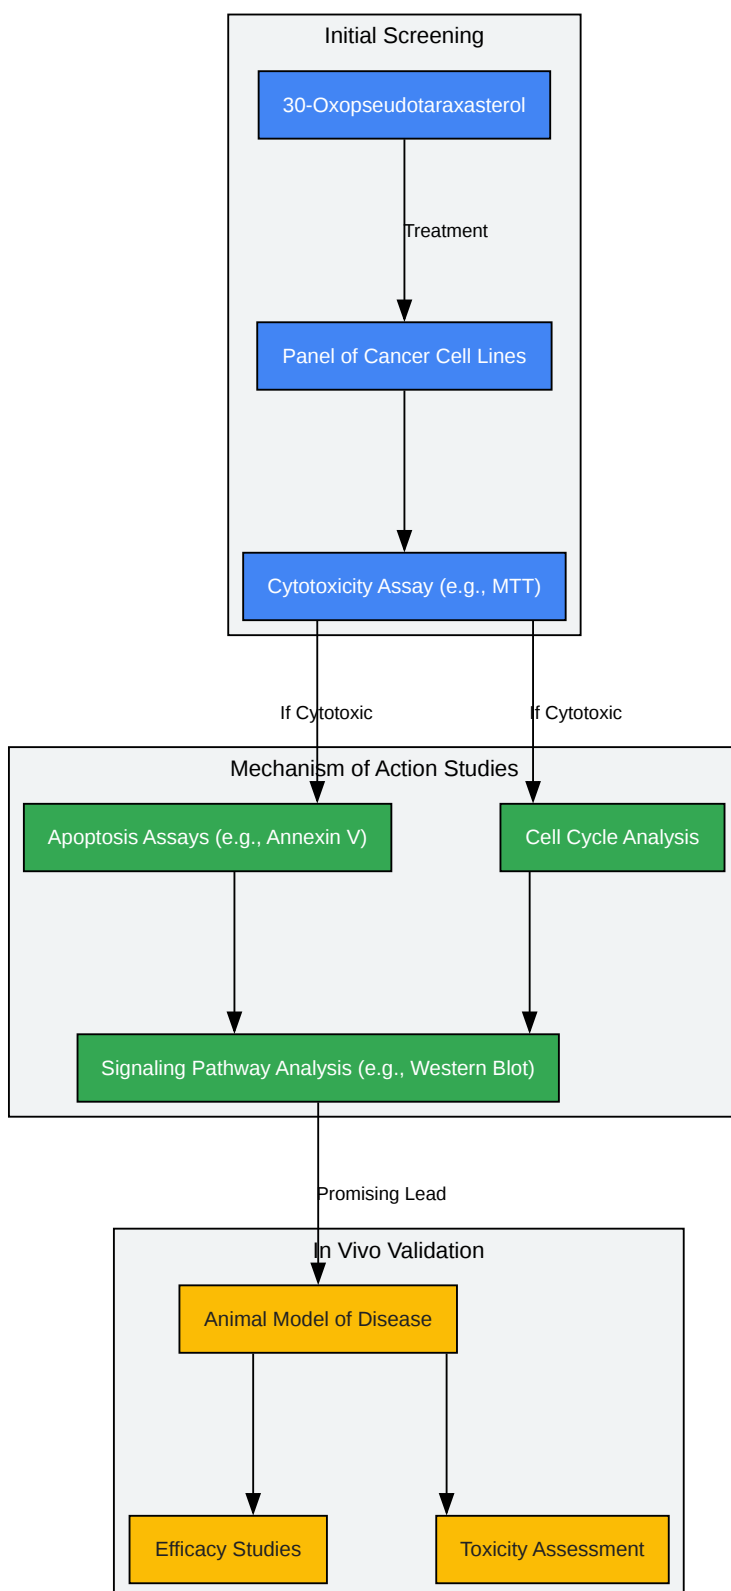 Initial Screening
30-Oxopseudotaraxasterol
Treatment
Panel of Cancer Cell Lines
Cytotoxicity Assay (e.g., MTT)
If Cytotoxic
If Cytotoxic
Mechanism of Action Studies
Apoptosis Assays (e.g., Annexin V)
Cell Cycle Analysis
Signaling Pathway Analysis (e.g., Western Blot)
Promising Lead
In Vivo Validation
Animal Model of Disease
Efficacy Studies
Toxicity Assessment